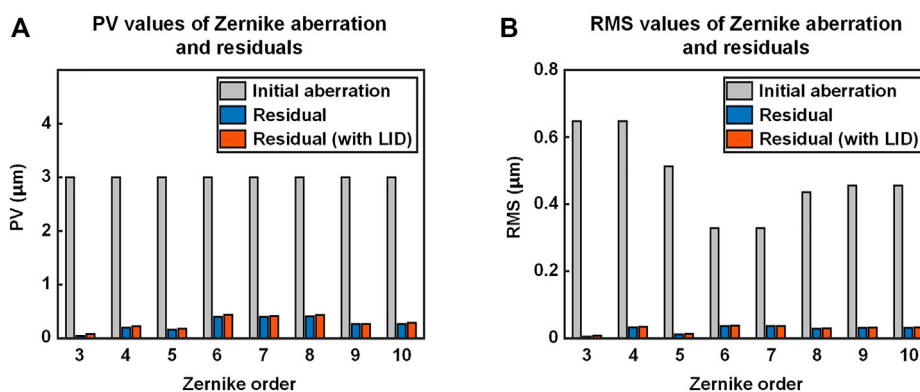 A
PV values of Zernike aberration
and residuals
Initial aberration
Residual
Residual (with LID)
PV (µm)
4
3
2
1
0
3 4 5 6 7 8 9 10
Zernike order
B
RMS values of Zernike aberration
and residuals
Initial aberration
Residual
Residual (with LID)
RMS (µm)
0.8
0.6
0.4
0.2
0
3 4 5 6 7 8 9 10
Zernike order